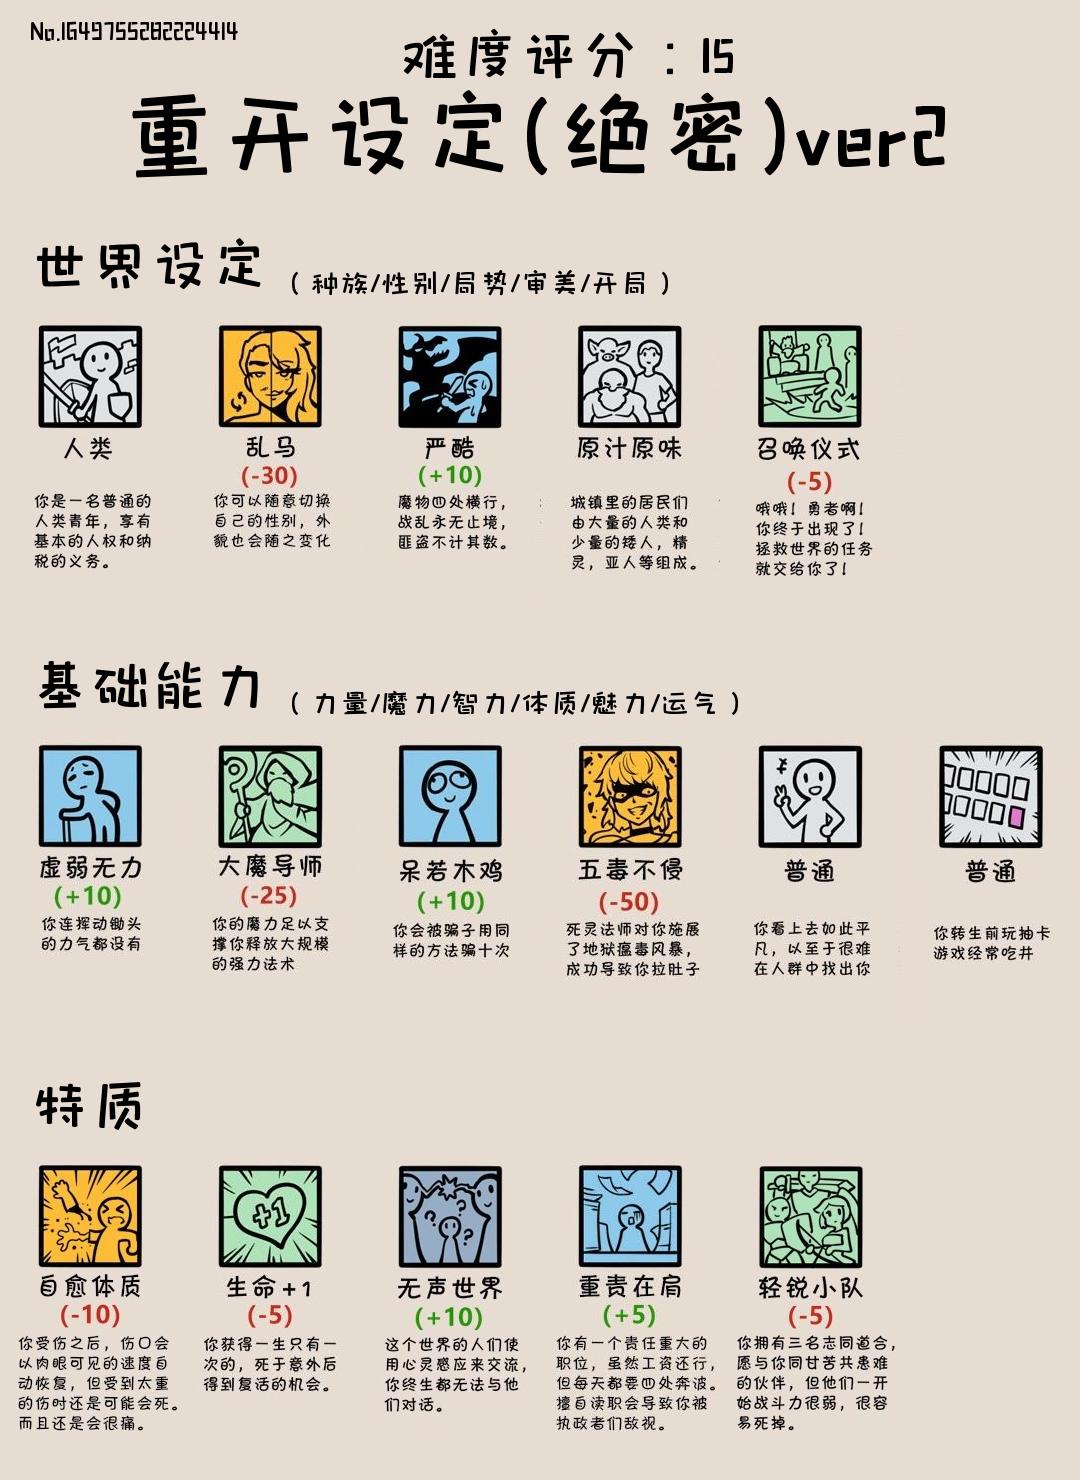 No.1649755282224414
难度评分:15
重开设定(绝密)ver2
世界设定 (种族/性别/局势/审美/开局)
人类
乱马
(-30)
严酷
(+10)
原汁原味
召唤仪式
(-5)
你是一名普通的
人类青年,享有
基本的人权和纳
税的义务。
你可以随意切换
自己的性别,外
貌也会随之变化
魔物四处横行,
战乱永无止境,
匪盗不计其数。
城镇里的居民们
由大量的人类和
少量的矮人,精
灵,亚人等组成。
哦哦!勇者啊!
你终于出现了!
拯救世界的任务
就交给你了!
基础能力 (力量/魔力/智力/体质/魅力/运气)
虚弱无力
(+10)
你连挥动锄头
的力气都没有
大魔导师
(-25)
你的魔力足以支
撑你释放大规模
的强力法术
呆若木鸡
(+10)
你会被骗子用同
样的方法骗十次
五毒不侵
(-50)
死灵法师对你施展
了地狱瘟毒风暴,
成功导致你拉肚子
普通
你看上去如此平
凡,以至于很难
在人群中找出你
普通
你转生前玩抽卡
游戏经常吃井
特质
自愈体质
(-10)
你受伤之后,伤口会
以肉眼可见的速度自
动恢复,但受到太重
的伤时还是可能会死。
而且还是会很痛。
+1
生命+1
(-5)
你获得一生只有一
次的,死于意外后
得到复活的机会。
? ? ?
无声世界
(+10)
这个世界的人们使
用心灵感应来交流,
你终生都无法与他
们对话。
重责在肩
(+5)
你有一个责任重大的
职位,虽然工资还行,
但每天都要四处奔波。
擅自渎职会导致你被
执政者们敌视。
轻锐小队
(-5)
你拥有三名志同道合,
愿与你同甘苦共患难
的伙伴,但他们一开
始战斗力很弱,很容
易死掉。